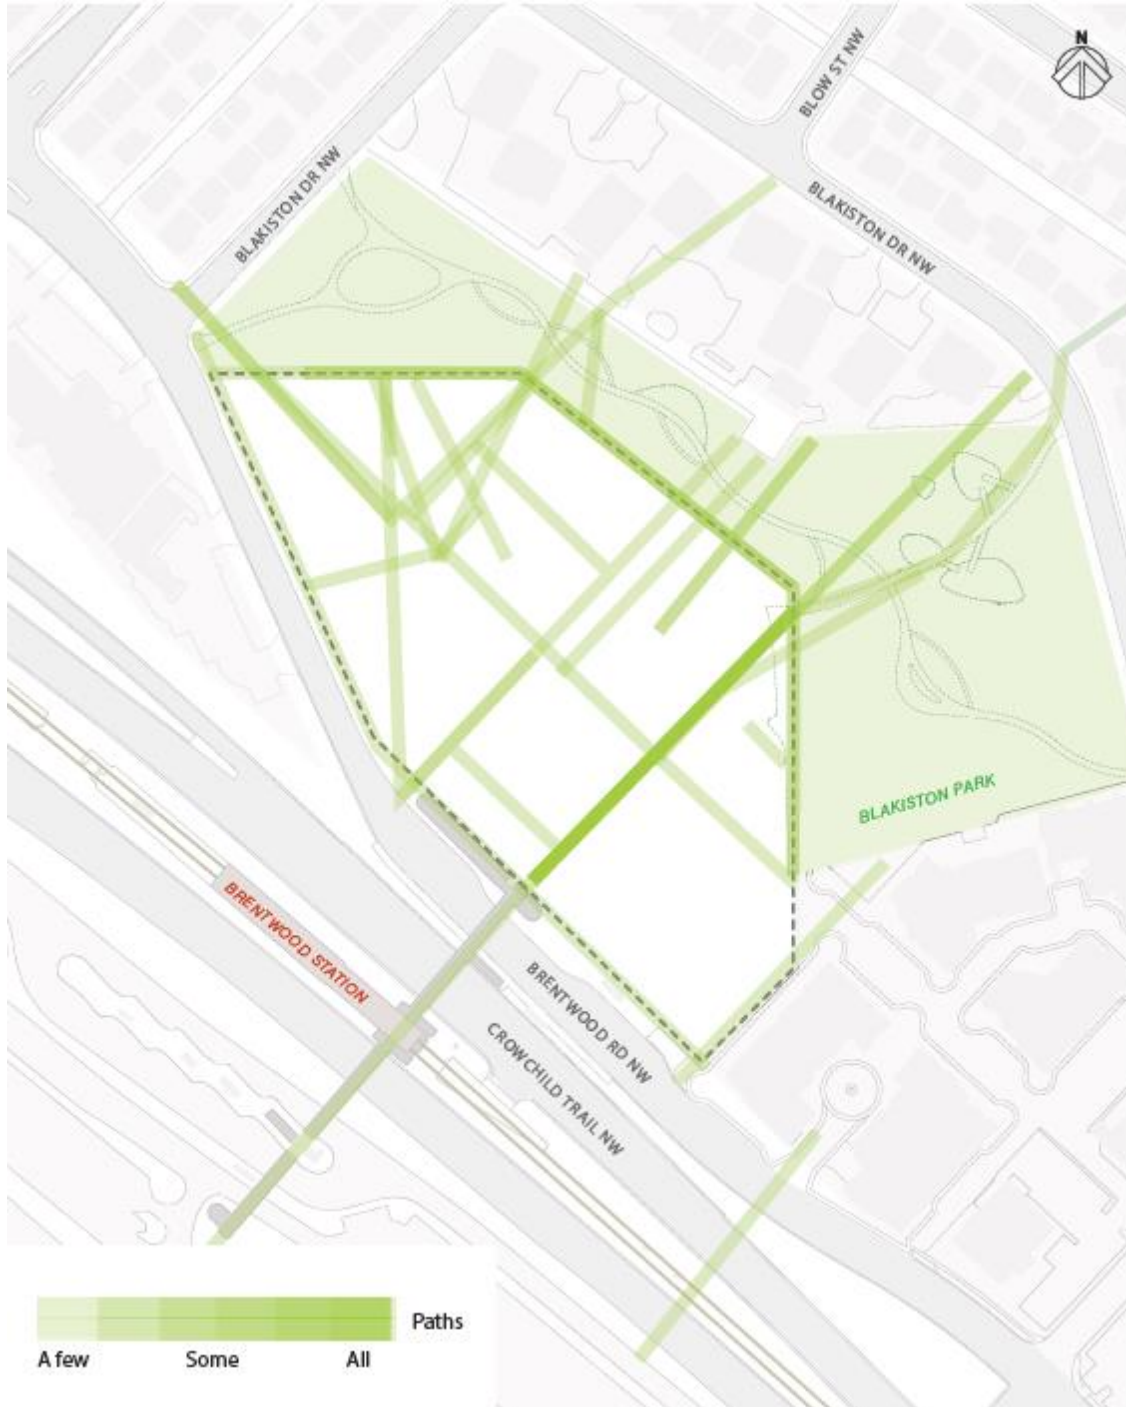 N
BLOW ST NW
BLAKISTON DR NW
BLAKISTON DR NW
BLAKISTON PARK
BRENTWOOD STATION
BRENTWOOD RD NW
CROWCHILD TRAIL NW
Paths
A few Some All